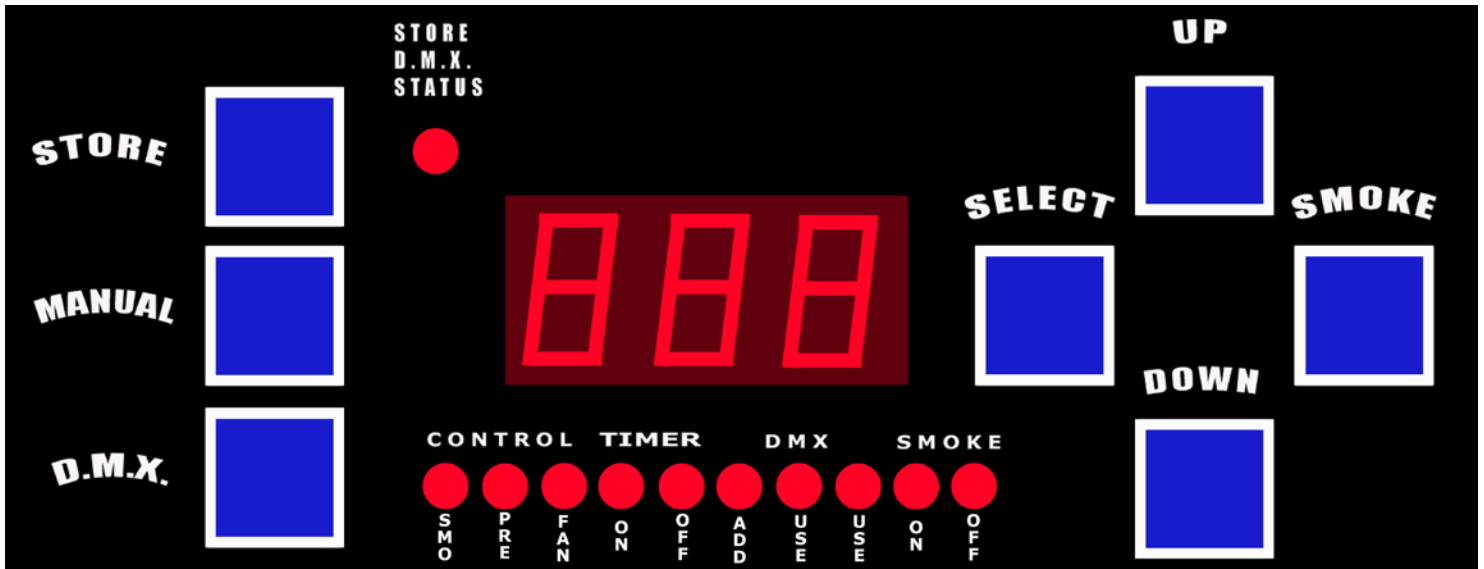 STORE
D.M.X.
STATUS
UP
STORE
SELECT
SMOKE
888
MANUAL
DOWN
CONTROL TIMER DMX SMOKE
D.M.X.
SMO PRE FAN ON OFF ADD USE USE ON OFF